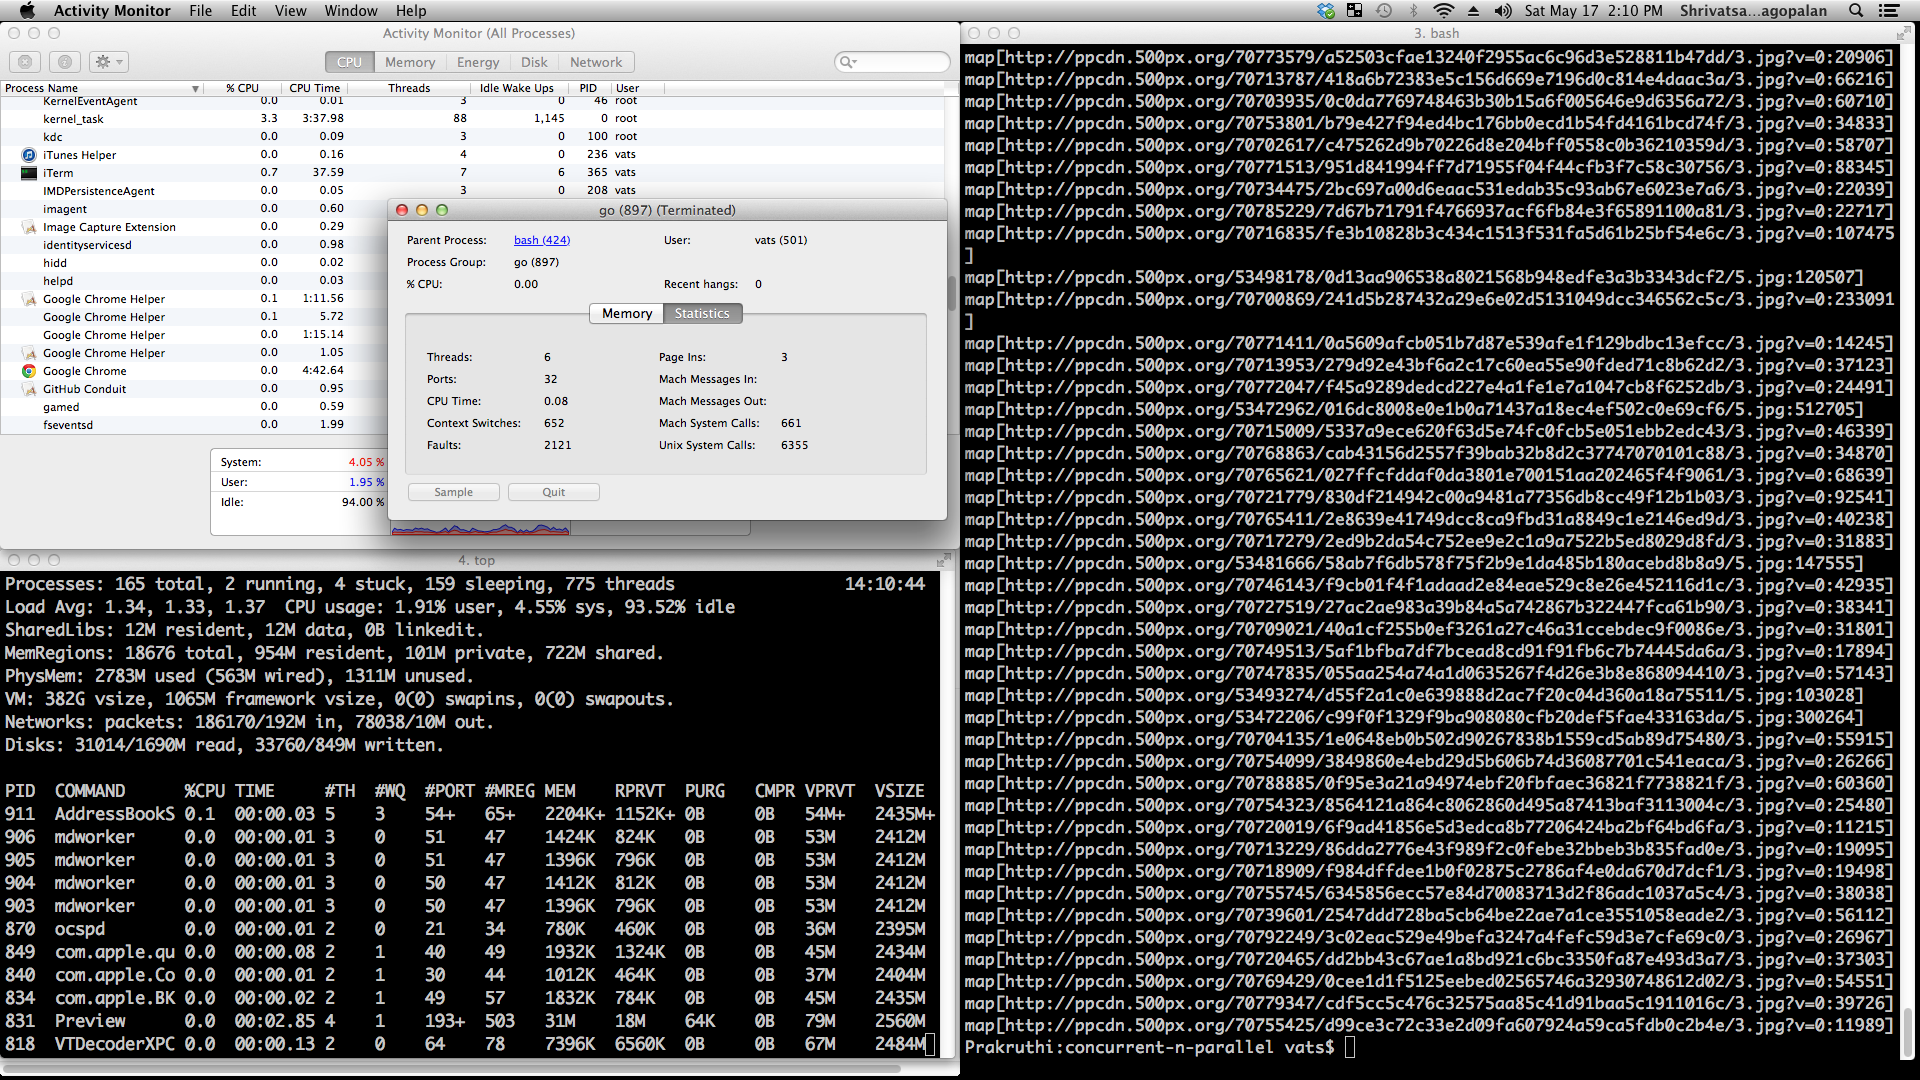 Activity Monitor File Edit View Window Help
Sat May 17 2:10 PM Shrivatsa...agopalan
Activity Monitor (All Processes)
CPU Memory Energy Disk Network
Process Name % CPU CPU Time Threads Idle Wake Ups PID User
KernelEventAgent 0.0 0.01 3 0 46 root
kernel_task 3.3 3:37.98 88 1,145 0 root
kdc 0.0 0.09 3 0 100 root
iTunes Helper 0.0 0.16 4 0 236 vats
iTerm 0.7 37.59 7 6 365 vats
IMDPersistenceAgent 0.0 0.05 3 0 208 vats
imagent 0.0 0.60
Image Capture Extension 0.0 0.29
identityservicesd 0.0 0.98
hidd 0.0 0.02
helpd 0.0 0.03
Google Chrome Helper 0.1 1:11.56
Google Chrome Helper 0.1 5.72
Google Chrome Helper 0.0 1:15.14
Google Chrome Helper 0.0 1.05
Google Chrome 0.0 4:42.64
GitHub Conduit 0.0 0.95
gamed 0.0 0.59
fseventsd 0.0 1.99
System: 4.05 %
User: 1.95 %
Idle: 94.00 %
go (897) (Terminated)
Parent Process: bash (424) User: vats (501)
Process Group: go (897)
% CPU: 0.00 Recent hangs: 0
Memory Statistics
Threads: 6 Page Ins: 3
Ports: 32 Mach Messages In:
CPU Time: 0.08 Mach Messages Out:
Context Switches: 652 Mach System Calls: 661
Faults: 2121 Unix System Calls: 6355
Sample Quit
4. top
Processes: 165 total, 2 running, 4 stuck, 159 sleeping, 775 threads 14:10:44
Load Avg: 1.34, 1.33, 1.37 CPU usage: 1.91% user, 4.55% sys, 93.52% idle
SharedLibs: 12M resident, 12M data, 0B linkedit.
MemRegions: 18676 total, 954M resident, 101M private, 722M shared.
PhysMem: 2783M used (563M wired), 1311M unused.
VM: 382G vsize, 1065M framework vsize, 0(0) swapins, 0(0) swapouts.
Networks: packets: 186170/192M in, 78038/10M out.
Disks: 31014/1690M read, 33760/849M written.
PID COMMAND %CPU TIME #TH #WQ #PORT #MREG MEM RPRVT PURG CMPR VPRVT VSIZE
911 AddressBookS 0.1 00:00.03 5 3 54+ 65+ 2204K+ 1152K+ 0B 0B 54M+ 2435M+
906 mdworker 0.0 00:00.01 3 0 51 47 1424K 824K 0B 0B 53M 2412M
905 mdworker 0.0 00:00.01 3 0 51 47 1396K 796K 0B 0B 53M 2412M
904 mdworker 0.0 00:00.01 3 0 50 47 1412K 812K 0B 0B 53M 2412M
903 mdworker 0.0 00:00.01 3 0 50 47 1396K 796K 0B 0B 53M 2412M
870 ocspd 0.0 00:00.01 2 0 21 34 780K 460K 0B 0B 36M 2395M
849 com.apple.qu 0.0 00:00.08 2 1 40 49 1932K 1324K 0B 0B 45M 2434M
840 com.apple.Co 0.0 00:00.01 2 1 30 44 1012K 464K 0B 0B 37M 2404M
834 com.apple.BK 0.0 00:00.02 2 1 49 57 1832K 784K 0B 0B 45M 2435M
831 Preview 0.0 00:02.85 4 1 193+ 503 31M 18M 64K 0B 79M 2560M
818 VTDecoderXPC 0.0 00:00.13 2 0 64 78 7396K 6560K 0B 0B 67M 2484M
3. bash
map[http://ppcdn.500px.org/70773579/a52503cfae13240f2955ac6c96d3e528811b47dd/3.jpg?v=0:20906]
map[http://ppcdn.500px.org/70713787/418a6b72383e5c156d669e7196d0c814e4daac3a/3.jpg?v=0:66216]
map[http://ppcdn.500px.org/70703935/0c0da7769748463b30b15a6f005646e9d6356a72/3.jpg?v=0:60710]
map[http://ppcdn.500px.org/70753801/b79e427f94ed4bc176bb0ecd1b54fd4161bcd74f/3.jpg?v=0:34833]
map[http://ppcdn.500px.org/70702617/c475262d9b70226d8e204bff0558c0b36210359d/3.jpg?v=0:58707]
map[http://ppcdn.500px.org/70771513/951d841994ff7d71955f04f44cfb3f7c58c30756/3.jpg?v=0:88345]
map[http://ppcdn.500px.org/70734475/2bc697a00d6eaac531edab35c93ab67e6023e7a6/3.jpg?v=0:22039]
map[http://ppcdn.500px.org/70785229/7d67b71791f4766937acf6fb84e3f65891100a81/3.jpg?v=0:22717]
map[http://ppcdn.500px.org/70716835/fe3b10828b3c434c1513f531fa5d61b25bf54e6c/3.jpg?v=0:107475
]
map[http://ppcdn.500px.org/53498178/0d13aa906538a8021568b948edfe3a3b3343dcf2/5.jpg:120507]
map[http://ppcdn.500px.org/70700869/241d5b287432a29e6e02d5131049dcc346562c5c/3.jpg?v=0:233091
]
map[http://ppcdn.500px.org/70771411/0a5609afcb051b7d87e539afe1f129bdbc13efcc/3.jpg?v=0:14245]
map[http://ppcdn.500px.org/70713953/279d92e43bf6a2c17c60ea55e90fded71c8b62d2/3.jpg?v=0:37123]
map[http://ppcdn.500px.org/70772047/f45a9289dedcd227e4a1fe1e7a1047cb8f6252db/3.jpg?v=0:24491]
map[http://ppcdn.500px.org/53472962/016dc8008e0e1b0a71437a18ec4ef502c0e69cf6/5.jpg:512705]
map[http://ppcdn.500px.org/70715009/5337a9ece620f63d5e74fc0fcb5e051ebb2edc43/3.jpg?v=0:46339]
map[http://ppcdn.500px.org/70768863/cab43156d2557f39bab32b8d2c37747070101c88/3.jpg?v=0:34870]
map[http://ppcdn.500px.org/70765621/027ffcfddaf0da3801e700151aa202465f4f9061/3.jpg?v=0:68639]
map[http://ppcdn.500px.org/70721779/830df214942c00a9481a77356db8cc49f12b1b03/3.jpg?v=0:92541]
map[http://ppcdn.500px.org/70765411/2e8639e41749dcc8ca9fbd31a8849c1e2146ed9d/3.jpg?v=0:40238]
map[http://ppcdn.500px.org/70717279/2ed9b2da54c752ee9e2c1a9a7522b5ed8029d8fd/3.jpg?v=0:31883]
map[http://ppcdn.500px.org/53481666/58ab7f6db578f75f2b9e1da485b180acebd8b8a9/5.jpg:147555]
map[http://ppcdn.500px.org/70746143/f9cb01f4f1adaad2e84eae529c8e26e452116d1c/3.jpg?v=0:42935]
map[http://ppcdn.500px.org/70727519/27ac2ae983a39b84a5a742867b322447fca61b90/3.jpg?v=0:38341]
map[http://ppcdn.500px.org/70709021/40a1cf255b0ef3261a27c46a31ccebdec9f0086e/3.jpg?v=0:31801]
map[http://ppcdn.500px.org/70749513/5af1bfba7df7bcead8cd91f91fb6c7b74445da6a/3.jpg?v=0:17894]
map[http://ppcdn.500px.org/70747835/055aa254a74a1d0635267f4d26e3b8e868094410/3.jpg?v=0:57143]
map[http://ppcdn.500px.org/53493274/d55f2a1c0e639888d2ac7f20c04d360a18a75511/5.jpg:103028]
map[http://ppcdn.500px.org/53472206/c99f0f1329f9ba908080cfb20def5fae433163da/5.jpg:300264]
map[http://ppcdn.500px.org/70704135/1e0648eb0b502d90267838b1559cd5ab89d75480/3.jpg?v=0:55915]
map[http://ppcdn.500px.org/70754099/3849860e4ebd29d5b606b74d36087701c541eaca/3.jpg?v=0:26266]
map[http://ppcdn.500px.org/70788885/0f95e3a21a94974ebf20fbfaec36821f7738821f/3.jpg?v=0:60360]
map[http://ppcdn.500px.org/70754323/8564121a864c8062860d495a87413baf3113004c/3.jpg?v=0:25480]
map[http://ppcdn.500px.org/70720019/6f9ad41856e5d3edca8b77206424ba2bf64bd6fa/3.jpg?v=0:11215]
map[http://ppcdn.500px.org/70713229/86dda2776e43f989f2c0febe32bbeb3b835fad0e/3.jpg?v=0:19095]
map[http://ppcdn.500px.org/70718909/f984dffdee1b0f02875c2786af4e0da670d7dcf1/3.jpg?v=0:19498]
map[http://ppcdn.500px.org/70755745/6345856ecc57e84d70083713d2f86adc1037a5c4/3.jpg?v=0:38038]
map[http://ppcdn.500px.org/70739601/2547ddd728ba5cb64be22ae7a1ce3551058eade2/3.jpg?v=0:56112]
map[http://ppcdn.500px.org/70792249/3c02eac529e49befa3247a4fefc59d3e7cfe69c0/3.jpg?v=0:26967]
map[http://ppcdn.500px.org/70720465/dd2bb43c67ae1a8bd921c6bc3350fa87e493d3a7/3.jpg?v=0:37303]
map[http://ppcdn.500px.org/70769429/0cee1d1f5125eebed02565746a32930748612d02/3.jpg?v=0:54551]
map[http://ppcdn.500px.org/70779347/cdf5cc5c476c32575aa85c41d91baa5c1911016c/3.jpg?v=0:39726]
map[http://ppcdn.500px.org/70755425/d99ce3c72c33e2d09fa607924a59ca5fdb0c2b4e/3.jpg?v=0:11989]
Prakruthi:concurrent-n-parallel vats$